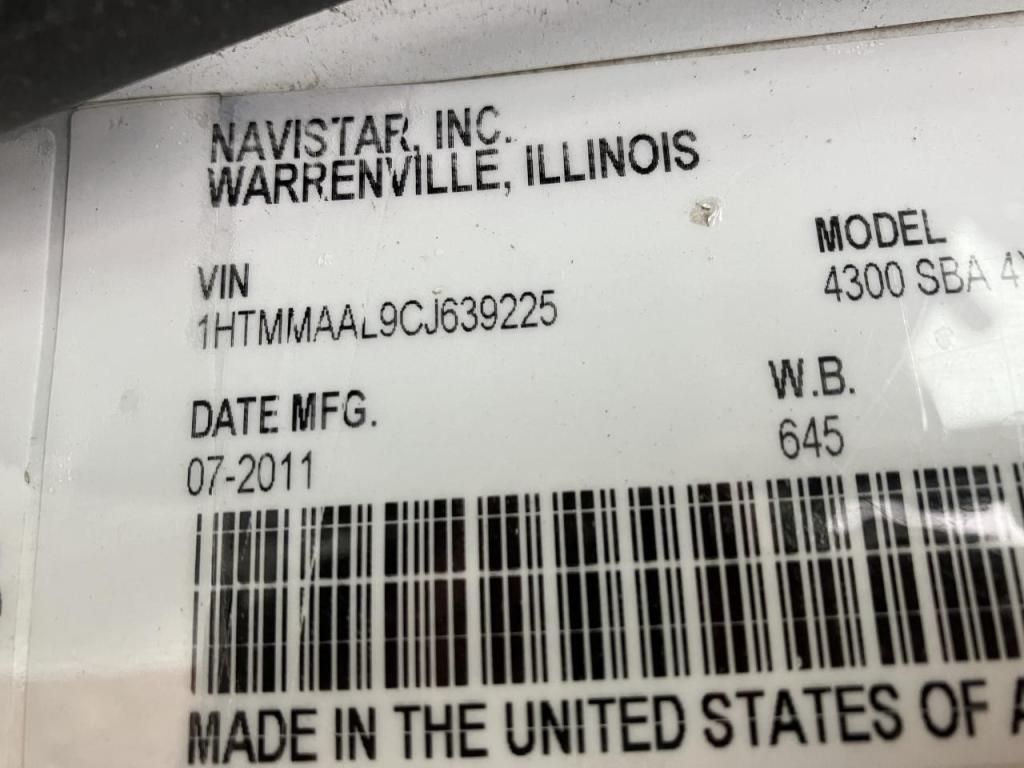 NAVISTAR, INC.
WARRENVILLE, ILLINOIS
VIN
1HTMMAAL9CJ639225
MODEL
4300 SBA
DATE MFG.
07-2011
W.B.
645
MADE IN THE UNITED STATES OF